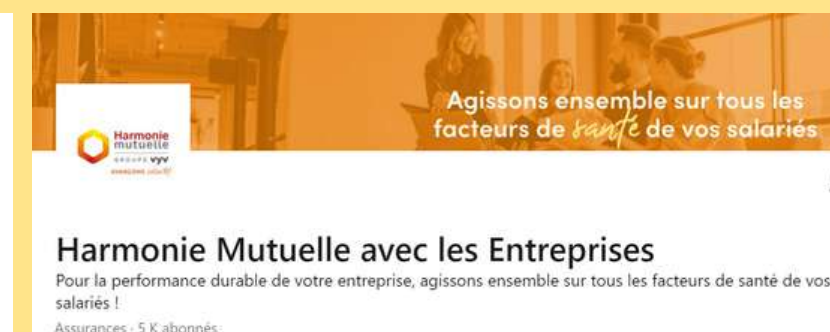 Agissons ensemble sur tous les
facteurs de santé de vos salariés
Harmonie
mutuelle
GROUPE vyv
AVANÇONS collectif
Harmonie Mutuelle avec les Entreprises
Pour la performance durable de votre entreprise, agissons ensemble sur tous les facteurs de santé de vos
salariés !
Assurances · 5 K abonnés